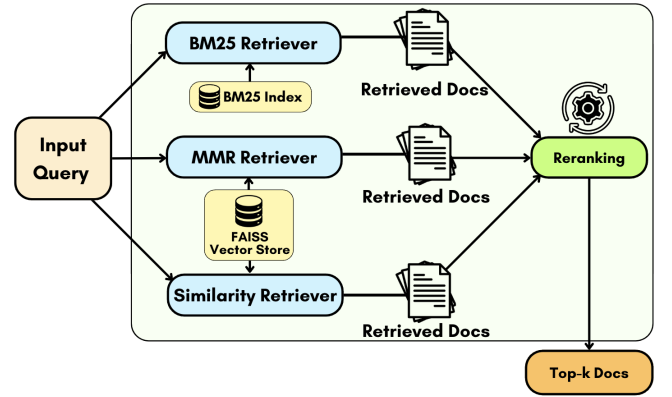 BM25 Retriever
BM25 Index
Retrieved Docs
Input
Query
MMR Retriever
Retrieved Docs
Reranking
FAISS
Vector Store
Similarity Retriever
Retrieved Docs
Top-k Docs